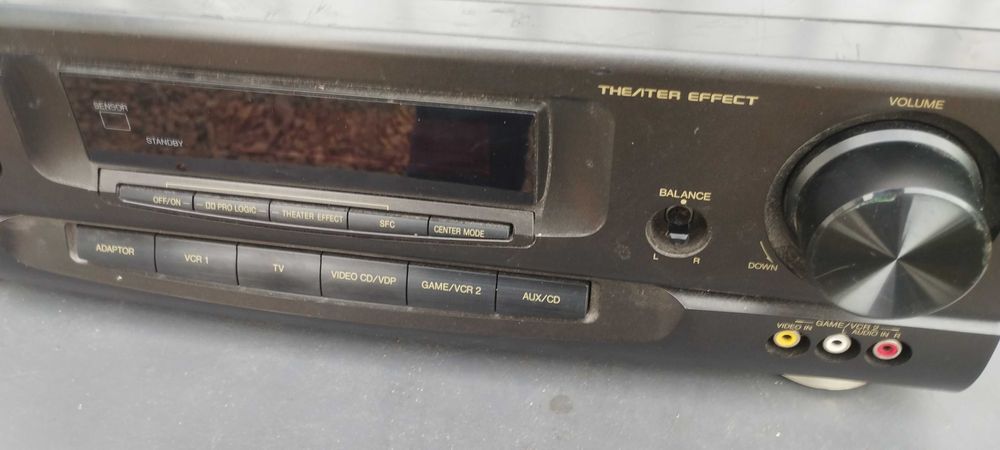 THEATER EFFECT
VOLUME
SENSOR
STANDBY
BALANCE
L R
DOWN
OFF/ON
PRO LOGIC
THEATER EFFECT
SFC
CENTER MODE
ADAPTOR
VCR 1
TV
VIDEO CD/VDP
GAME/VCR 2
AUX/CD
GAME/VCR 2
VIDEO IN
L AUDIO IN R